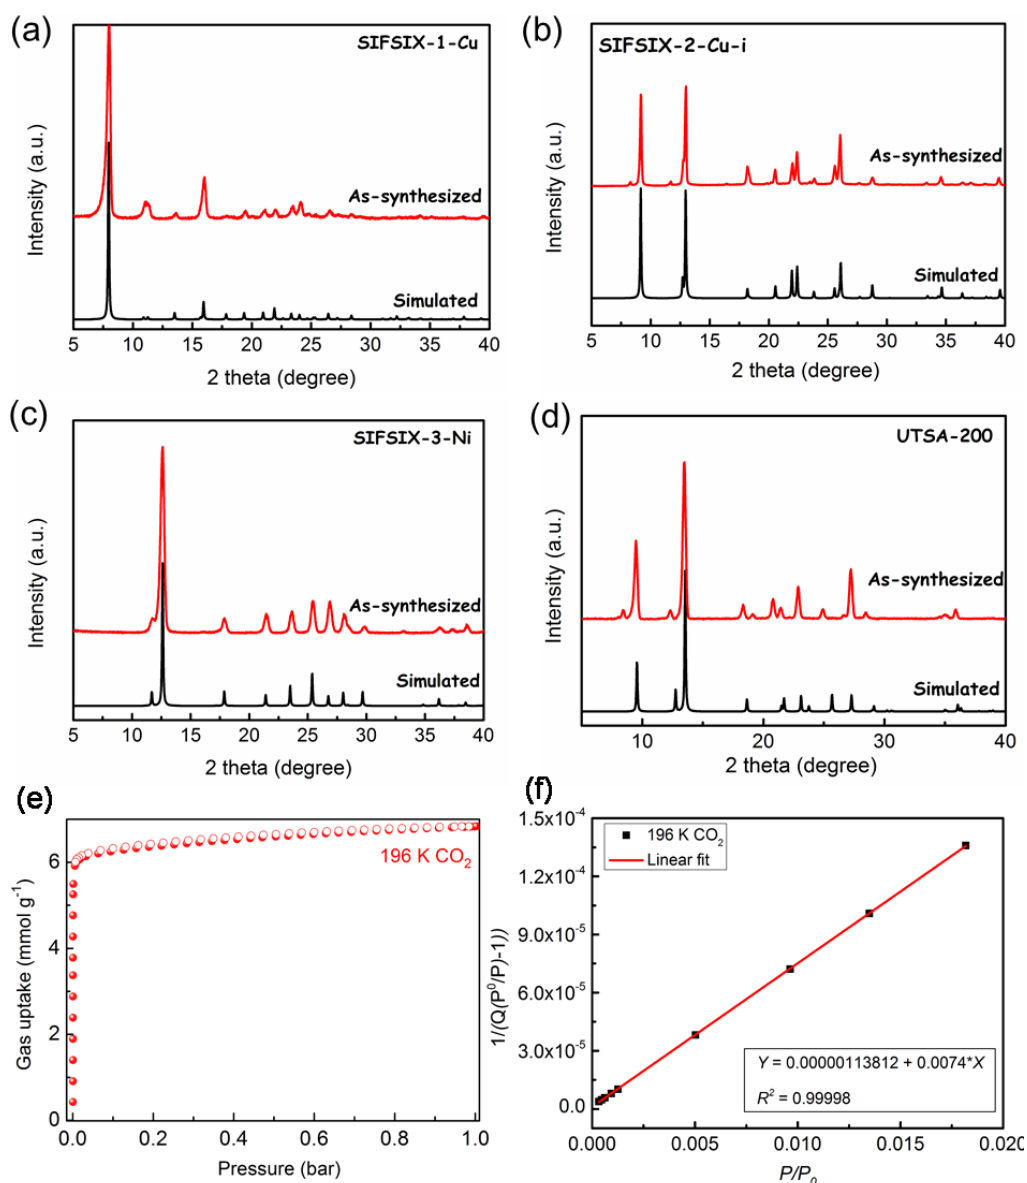 (a)
SIFSIX-1-Cu
As-synthesized
Simulated
Intensity (a.u.)
5 10 15 20 25 30 35 40
2 theta (degree)
(b)
SIFSIX-2-Cu-i
As-synthesized
Simulated
Intensity (a.u.)
5 10 15 20 25 30 35 40
2 theta (degree)
(c)
SIFSIX-3-Ni
As-synthesized
Simulated
Intensity (a.u.)
5 10 15 20 25 30 35 40
2 theta (degree)
(d)
UTSA-200
As-synthesized
Simulated
Intensity (a.u.)
10 20 30 40
2 theta (degree)
(e)
196 K CO₂
Gas uptake (mmol g⁻¹)
6
4
2
0
0.0 0.2 0.4 0.6 0.8 1.0
Pressure (bar)
(f)
196 K CO₂
Linear fit
1/(Q(P⁰/P)-1))
1.5x10⁻⁴
1.2x10⁻⁴
9.0x10⁻⁵
6.0x10⁻⁵
3.0x10⁻⁵
0.0
Y = 0.00000113812 + 0.0074*X
R² = 0.99998
0.000 0.005 0.010 0.015 0.020
P/P₀